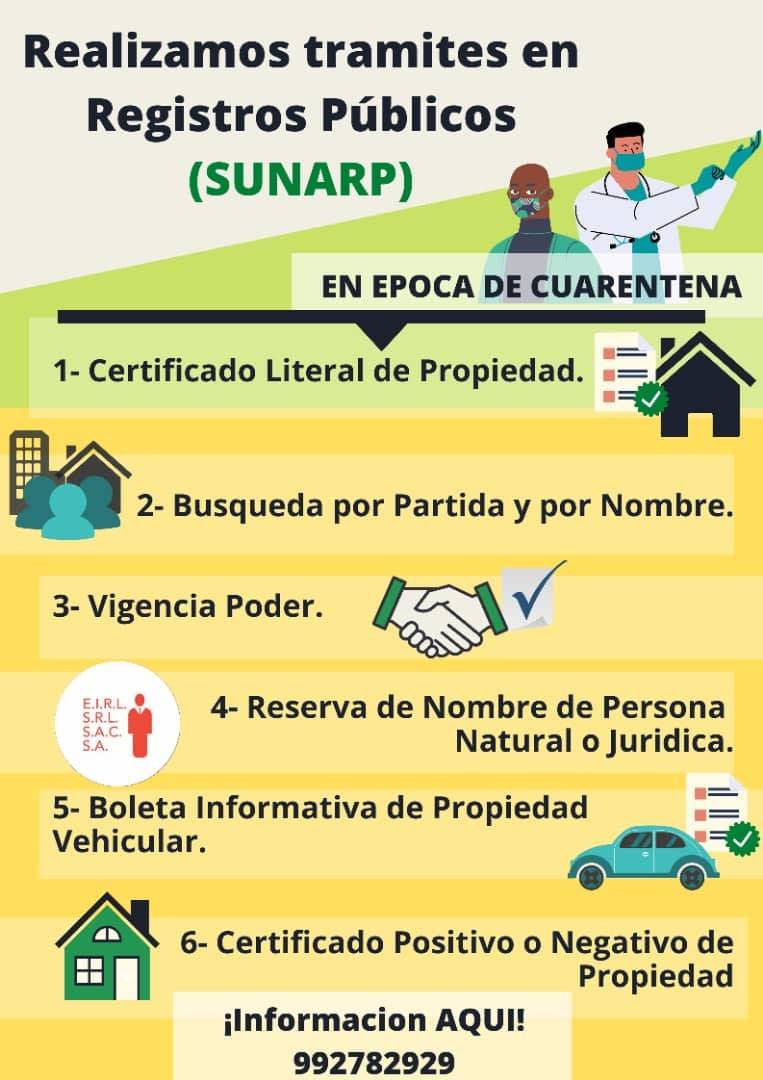 Realizamos tramites en
Registros Públicos
(SUNARP)
EN EPOCA DE CUARENTENA
1- Certificado Literal de Propiedad.
2- Busqueda por Partida y por Nombre.
3- Vigencia Poder.
E.I.R.L.
S.R.L.
S.A.C.
S.A.
4- Reserva de Nombre de Persona
Natural o Juridica.
5- Boleta Informativa de Propiedad
Vehicular.
6- Certificado Positivo o Negativo de
Propiedad
¡Informacion AQUI!
992782929